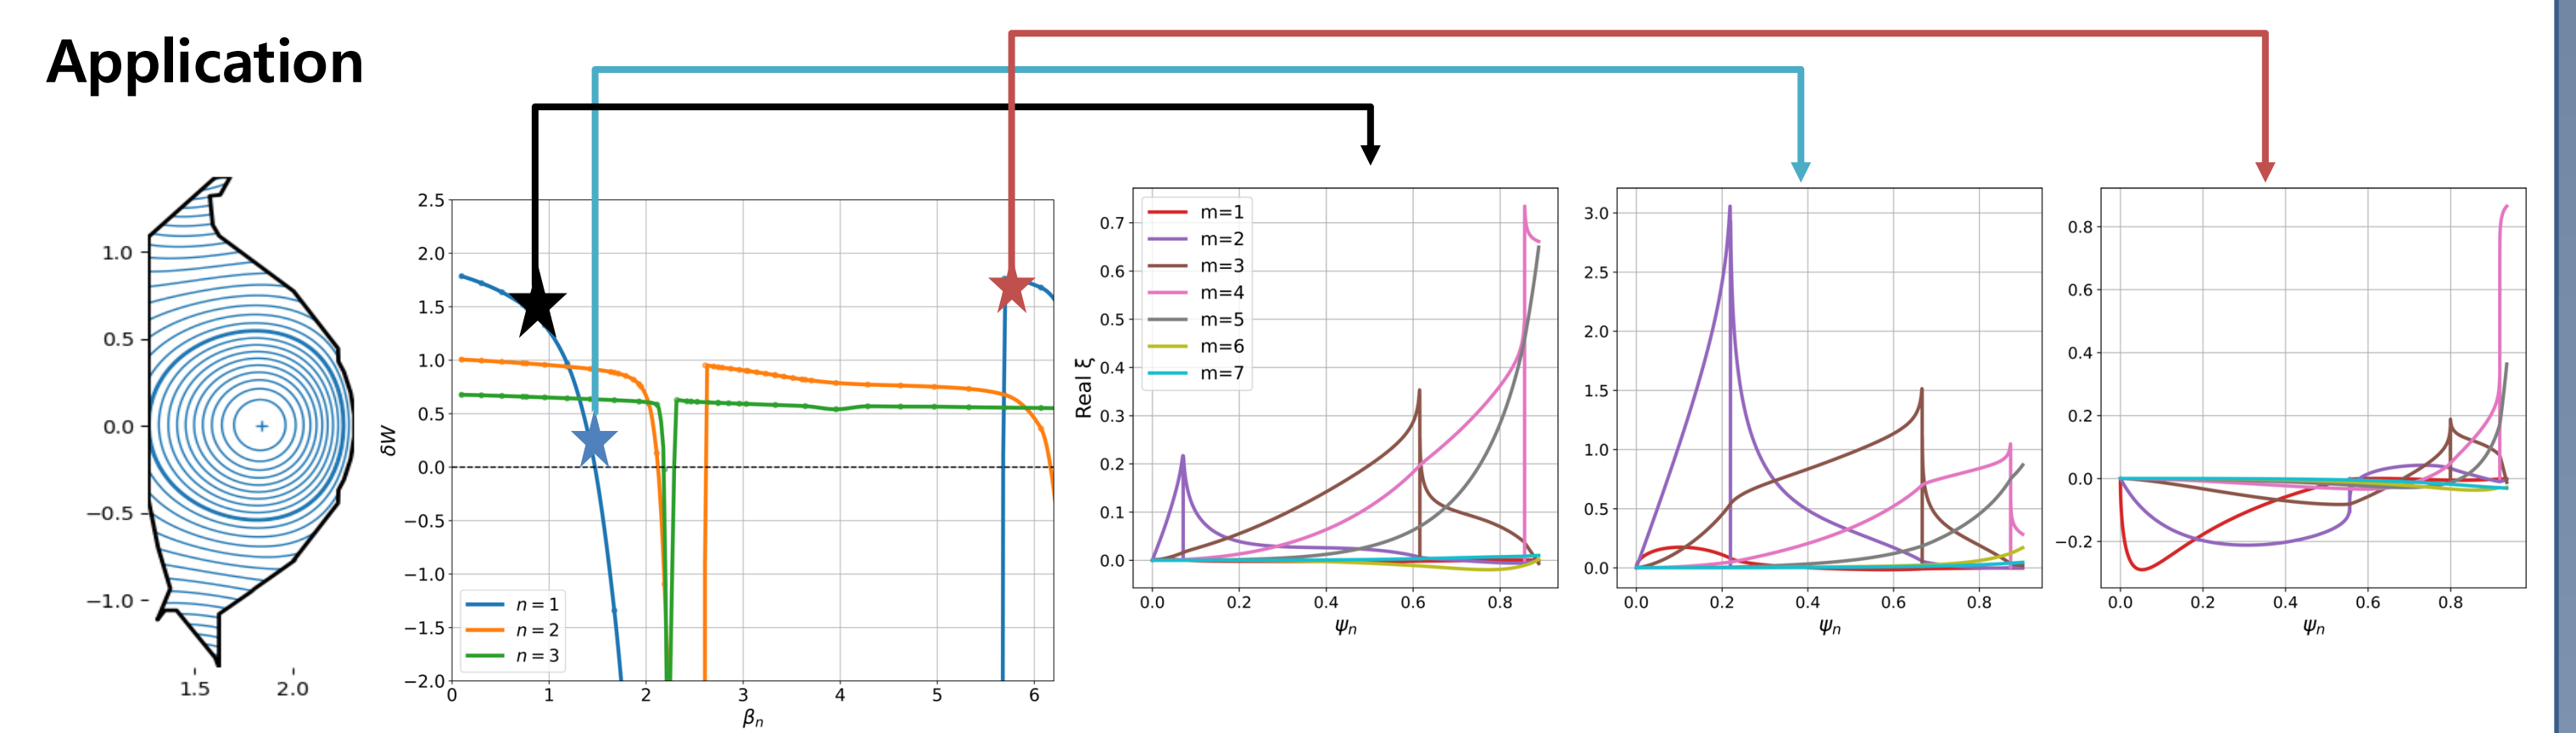 Application
1.0
0.5
0.0
−0.5
−1.0
1.5 2.0
2.5
2.0
1.5
1.0
0.5
0.0
−0.5
−1.0
−1.5
−2.0
δW
n = 1
n = 2
n = 3
0 1 2 3 4 5 6
βn
0.7
0.6
0.5
0.4
0.3
0.2
0.1
0.0
Real ξ
m=1
m=2
m=3
m=4
m=5
m=6
m=7
0.0 0.2 0.4 0.6 0.8
ψn
3.0
2.5
2.0
1.5
1.0
0.5
0.0
0.0 0.2 0.4 0.6 0.8
ψn
0.8
0.6
0.4
0.2
0.0
−0.2
0.0 0.2 0.4 0.6 0.8
ψn